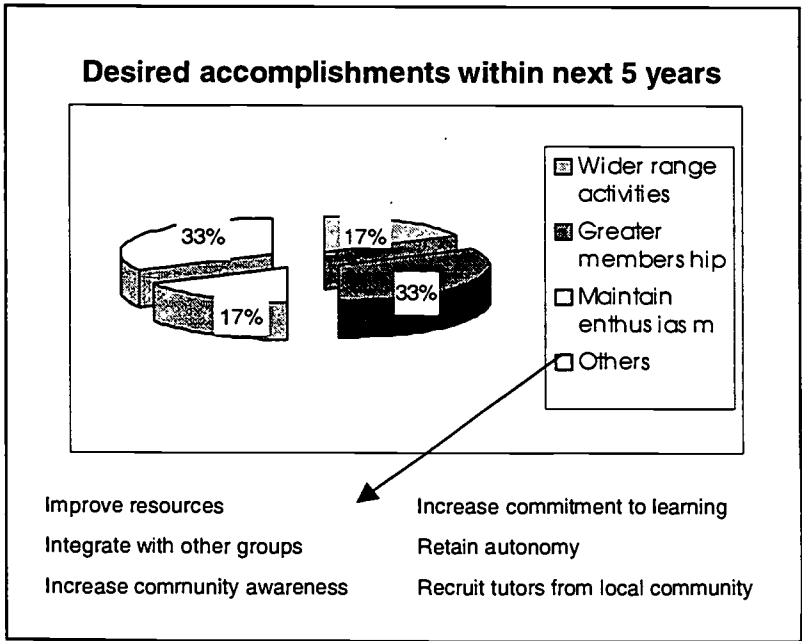 Desired accomplishments within next 5 years
33%
17%
33%
17%
Wider range
activities
Greater
membership
Maintain
enthusiasm
Others
Improve resources
Increase commitment to learning
Integrate with other groups
Retain autonomy
Increase community awareness
Recruit tutors from local community